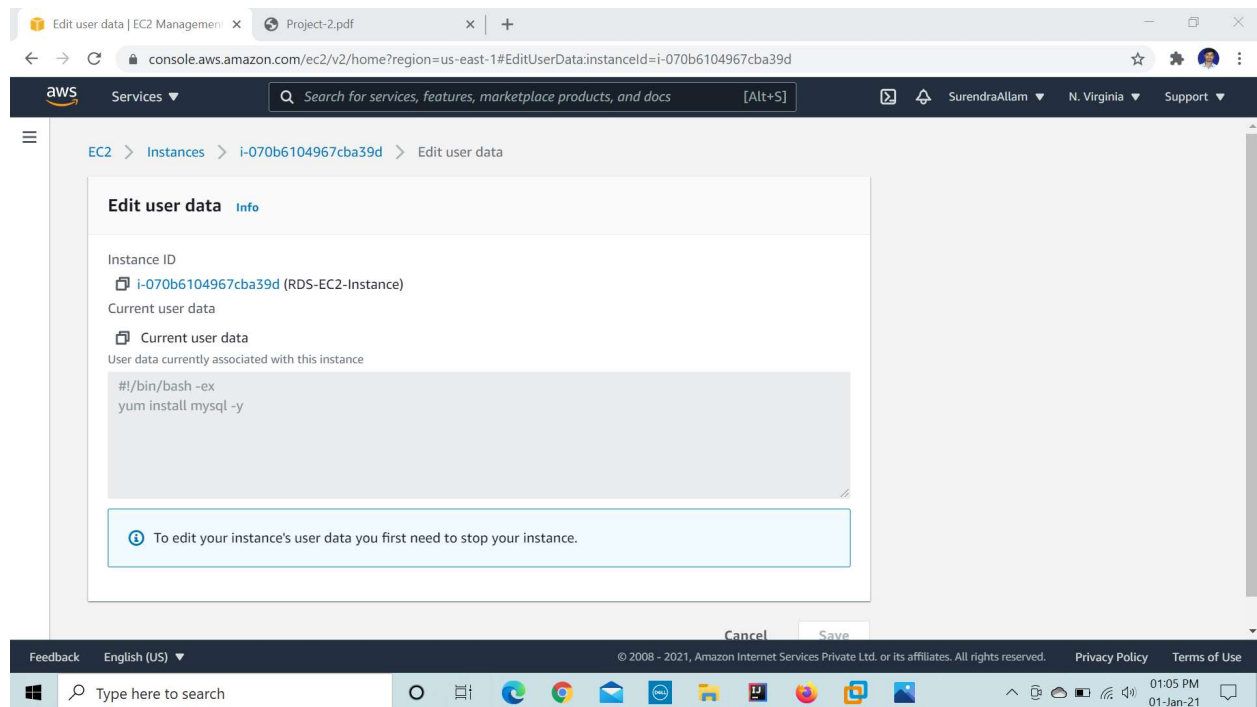 Edit user data | EC2 Management
Project-2.pdf
console.aws.amazon.com/ec2/v2/home?region=us-east-1#EditUserData:instanceId=i-070b6104967cba39d
aws Services Search for services, features, marketplace products, and docs [Alt+S] SurendraAllam N. Virginia Support
EC2 > Instances > i-070b6104967cba39d > Edit user data
Edit user data Info
Instance ID
i-070b6104967cba39d (RDS-EC2-Instance)
Current user data
Current user data
User data currently associated with this instance
#!/bin/bash -ex
yum install mysql -y
To edit your instance's user data you first need to stop your instance.
Cancel Save
Feedback English (US) © 2008 - 2021, Amazon Internet Services Private Ltd. or its affiliates. All rights reserved. Privacy Policy Terms of Use
Type here to search
DELL
IJ
01:05 PM
01-Jan-21